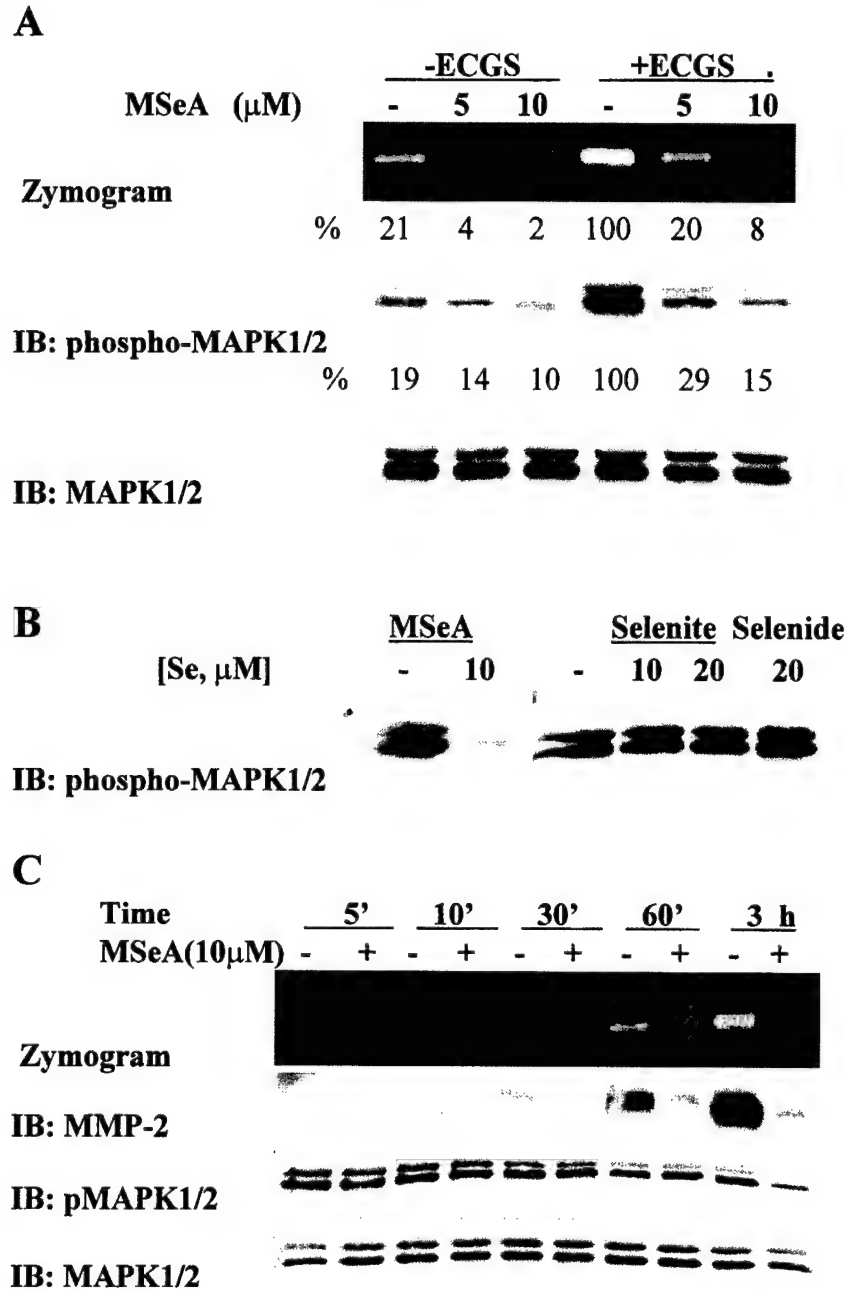 A
-ECGS +ECGS .
MSeA (μM) - 5 10 - 5 10
Zymogram
% 21 4 2 100 20 8
IB: phospho-MAPK1/2
% 19 14 10 100 29 15
IB: MAPK1/2
B
MSeA Selenite Selenide
[Se, μM] - 10 - 10 20 20
IB: phospho-MAPK1/2
C
Time 5’ 10’ 30’ 60’ 3 h
MSeA(10μM) - + - + - + - + - +
Zymogram
IB: MMP-2
IB: pMAPK1/2
IB: MAPK1/2